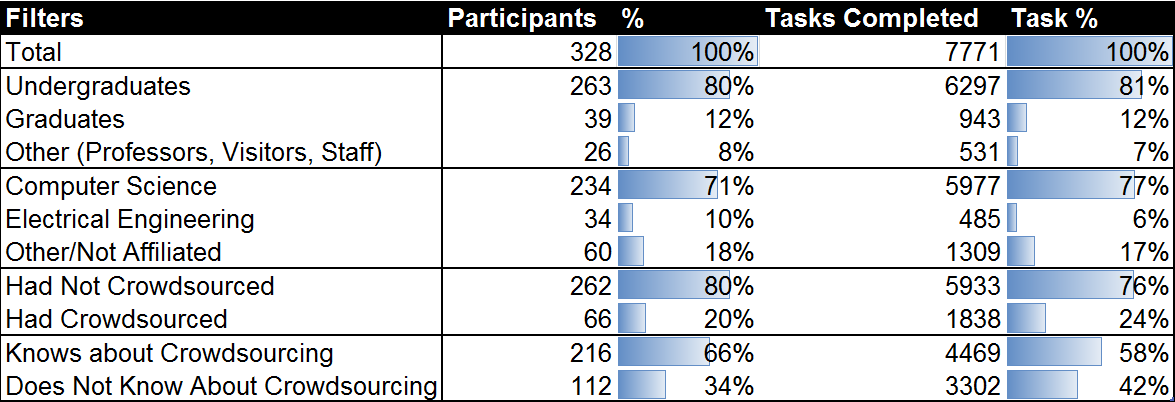 Filters Participants % Tasks Completed Task %
Total 328 100% 7771 100%
Undergraduates 263 80% 6297 81%
Graduates 39 12% 943 12%
Other (Professors, Visitors, Staff) 26 8% 531 7%
Computer Science 234 71% 5977 77%
Electrical Engineering 34 10% 485 6%
Other/Not Affiliated 60 18% 1309 17%
Had Not Crowdsourced 262 80% 5933 76%
Had Crowdsourced 66 20% 1838 24%
Knows about Crowdsourcing 216 66% 4469 58%
Does Not Know About Crowdsourcing 112 34% 3302 42%